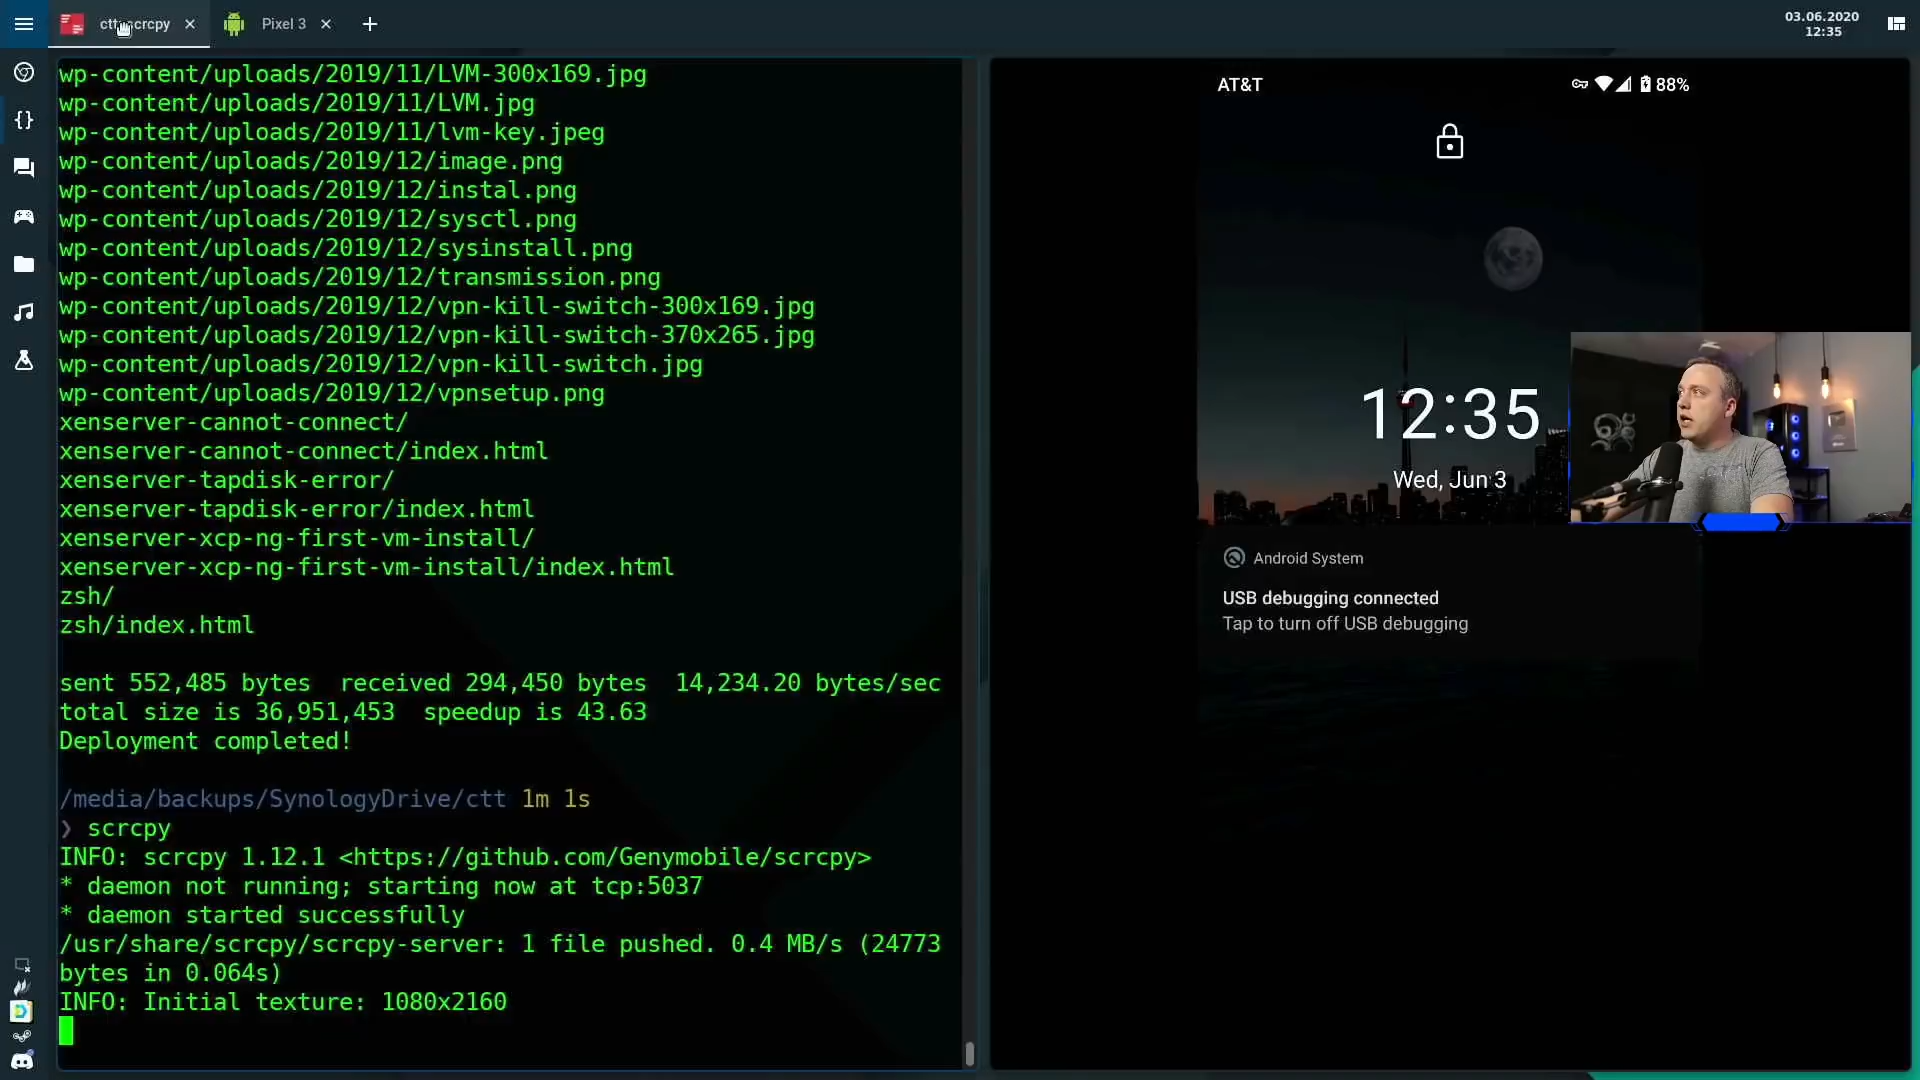 scrcpy
Pixel 3
03.06.2020
12:35
wp-content/uploads/2019/11/LVM-300x169.jpg
wp-content/uploads/2019/11/LVM.jpg
wp-content/uploads/2019/11/lvm-key.jpeg
wp-content/uploads/2019/12/image.png
wp-content/uploads/2019/12/instal.png
wp-content/uploads/2019/12/sysctl.png
wp-content/uploads/2019/12/sysinstall.png
wp-content/uploads/2019/12/transmission.png
wp-content/uploads/2019/12/vpn-kill-switch-300x169.jpg
wp-content/uploads/2019/12/vpn-kill-switch-370x265.jpg
wp-content/uploads/2019/12/vpn-kill-switch.jpg
wp-content/uploads/2019/12/vpnsetup.png
xenserver-cannot-connect/
xenserver-cannot-connect/index.html
xenserver-tapdisk-error/
xenserver-tapdisk-error/index.html
xenserver-xcp-ng-first-vm-install/
xenserver-xcp-ng-first-vm-install/index.html
zsh/
zsh/index.html
sent 552,485 bytes  received 294,450 bytes  14,234.20 bytes/sec
total size is 36,951,453  speedup is 43.63
Deployment completed!
/media/backups/SynologyDrive/ctt 1m 1s
❯ scrcpy
INFO: scrcpy 1.12.1 <https://github.com/Genymobile/scrcpy>
* daemon not running; starting now at tcp:5037
* daemon started successfully
/usr/share/scrcpy/scrcpy-server: 1 file pushed. 0.4 MB/s (24773
bytes in 0.064s)
INFO: Initial texture: 1080x2160
AT&T
88%
12:35
Wed, Jun 3
Android System
USB debugging connected
Tap to turn off USB debugging